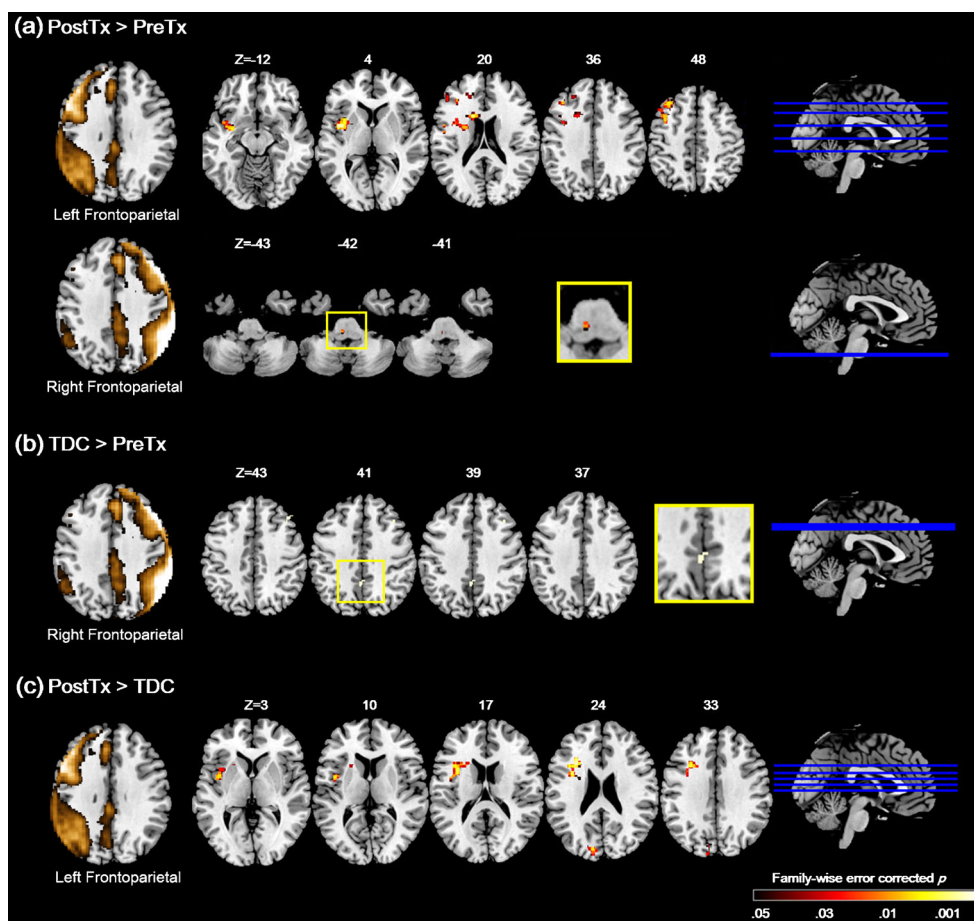 (a) PostTx > PreTx
Z=-12 4 20 36 48
Left Frontoparietal
Z=-43 -42 -41
Right Frontoparietal
(b) TDC > PreTx
Z=43 41 39 37
Right Frontoparietal
(c) PostTx > TDC
Z=3 10 17 24 33
Left Frontoparietal
Family-wise error corrected p
.05 .03 .01 .001